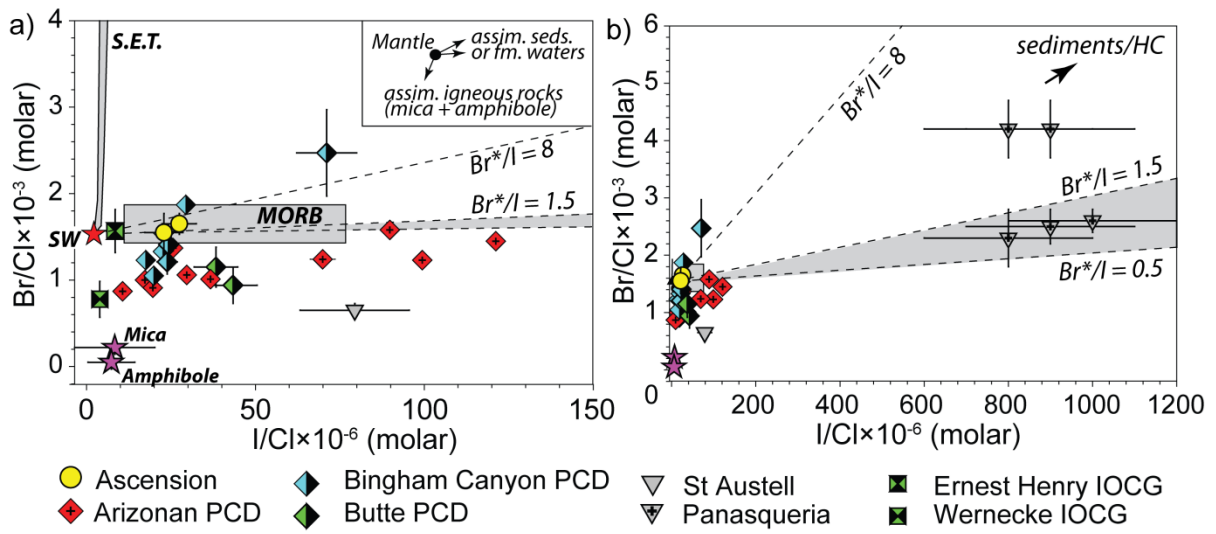 a)
S.E.T.
Mantle
assim. seds.
or fm. waters
assim. igneous rocks
(mica + amphibole)
Br*/I = 8
MORB
Br*/I = 1.5
SW
Mica
Amphibole
4
3
2
1
0
Br/Cl×10⁻³ (molar)
0
50
100
150
I/Cl×10⁻⁶ (molar)
b)
sediments/HC
Br*/I = 8
Br*/I = 1.5
Br*/I = 0.5
6
5
4
3
2
1
0
Br/Cl×10⁻³ (molar)
200
400
600
800
1000
1200
I/Cl×10⁻⁶ (molar)
Ascension
Bingham Canyon PCD
St Austell
Ernest Henry IOCG
Arizonan PCD
Butte PCD
Panasqueria
Wernecke IOCG